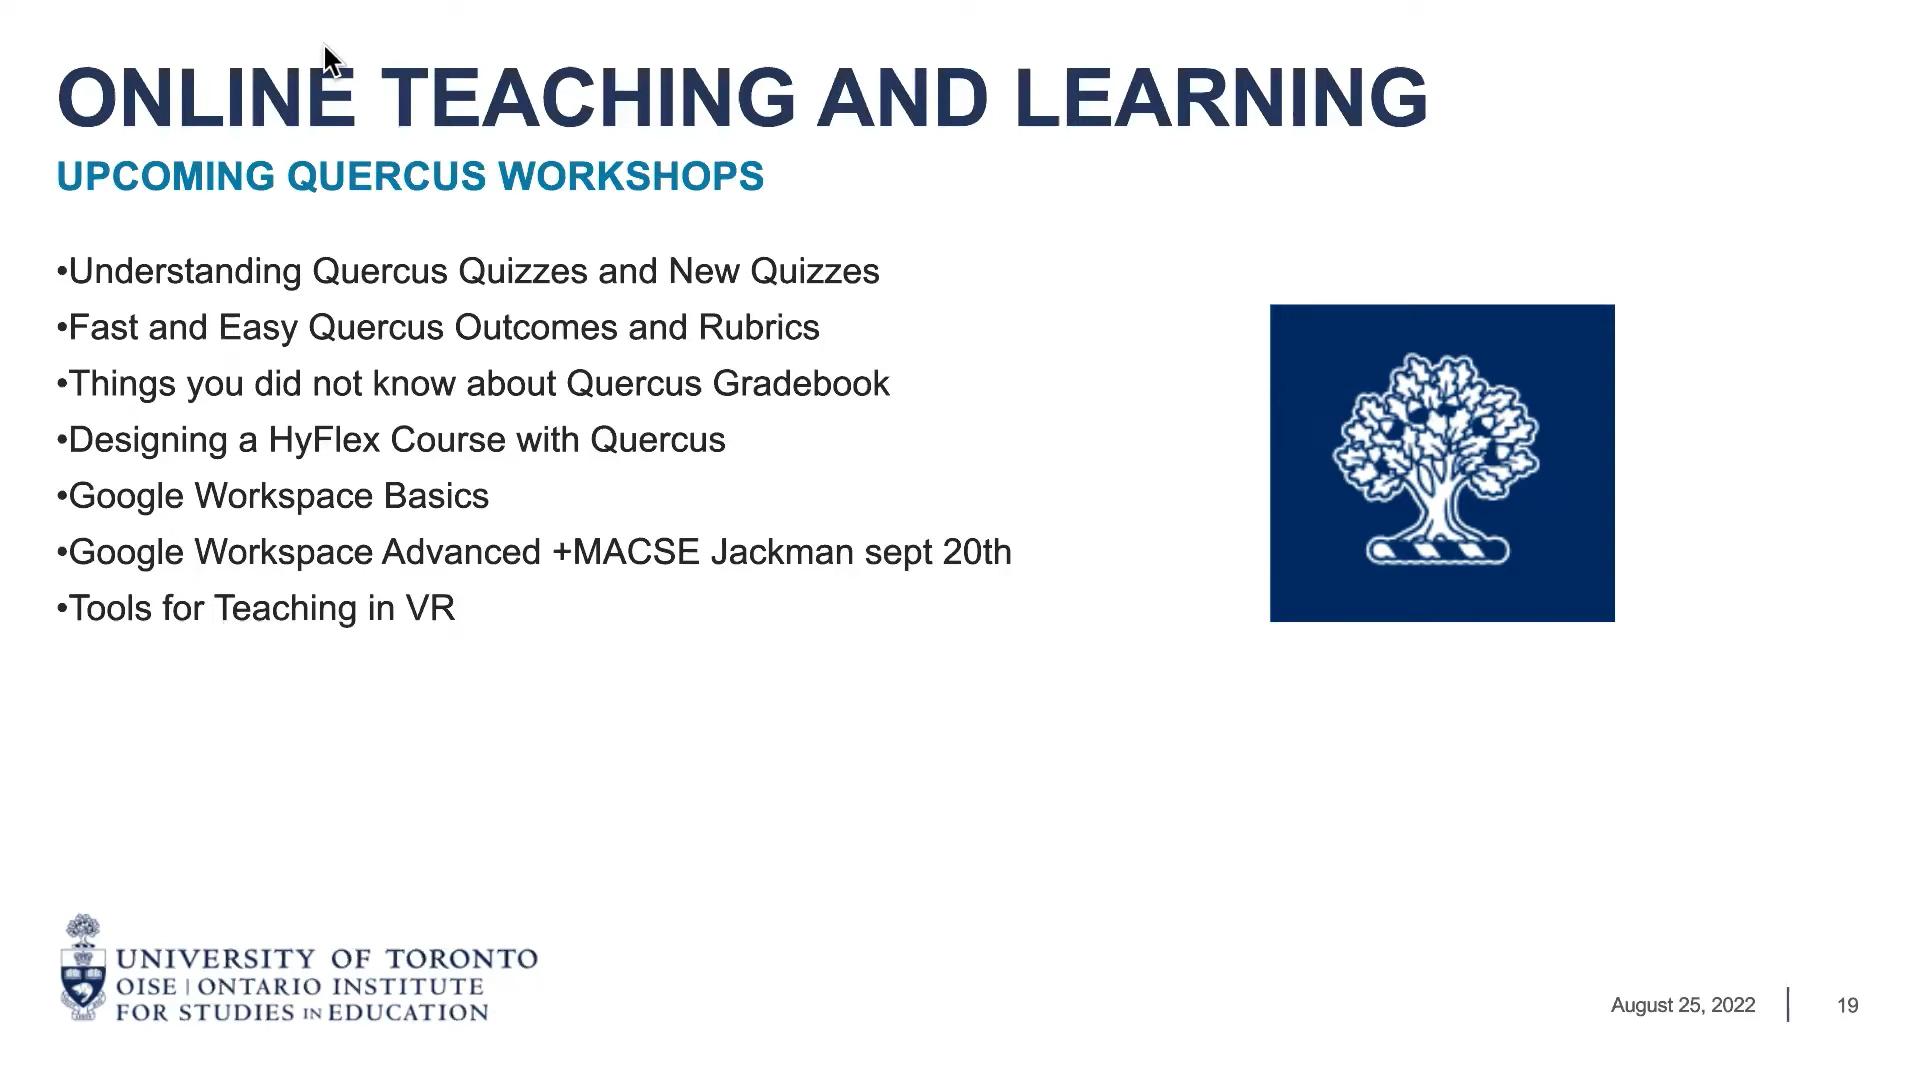 ONLINE TEACHING AND LEARNING
UPCOMING QUERCUS WORKSHOPS
•Understanding Quercus Quizzes and New Quizzes
•Fast and Easy Quercus Outcomes and Rubrics
•Things you did not know about Quercus Gradebook
•Designing a HyFlex Course with Quercus
•Google Workspace Basics
•Google Workspace Advanced +MACSE Jackman sept 20th
•Tools for Teaching in VR
UNIVERSITY OF TORONTO
OISE | ONTARIO INSTITUTE
FOR STUDIES IN EDUCATION
August 25, 2022
19